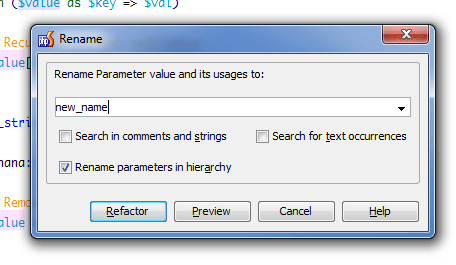 ($value as $key => $val)
Recu
Rename
Rename Parameter value and its usages to:
alue[
new_name
Search in comments and strings
Search for text occurrences
_stri
nana:
Rename parameters in hierarchy
Remo
Refactor
Preview
Cancel
Help
alue